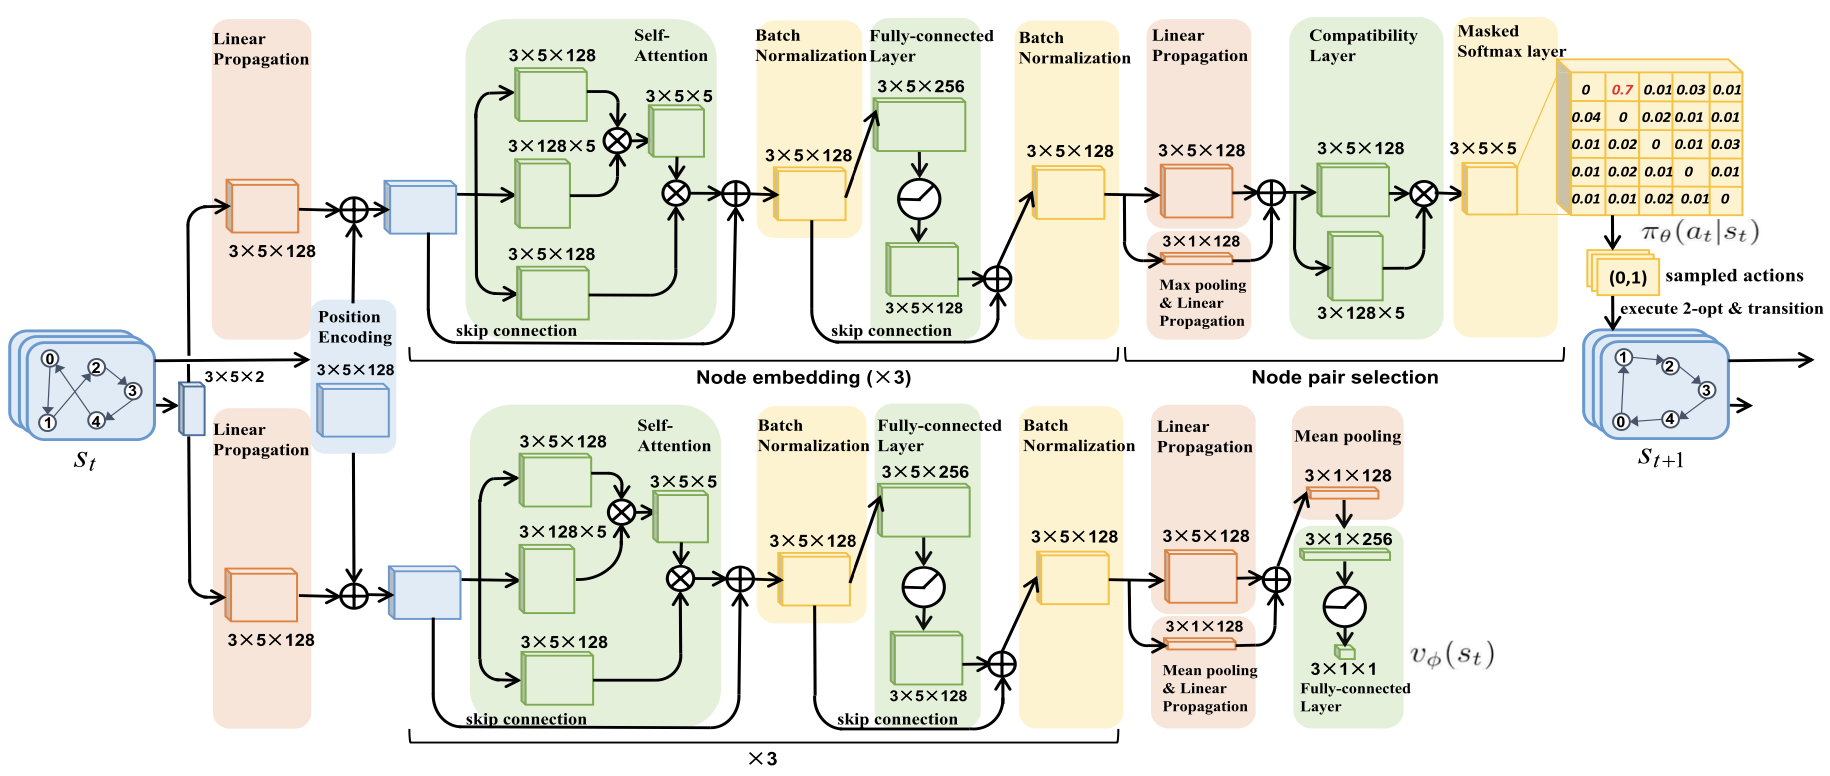 Linear
Propagation
3×5×128
Self-
Attention
3×5×128
3×128×5
3×5×128
3×5×5
skip connection
Batch
Normalization
3×5×128
Fully-connected
Layer
3×5×256
3×5×128
skip connection
Batch
Normalization
3×5×128
Linear
Propagation
3×5×128
3×1×128
Max pooling
& Linear
Propagation
Compatibility
Layer
3×5×128
3×128×5
Masked
Softmax layer
3×5×5
0 0.7 0.01 0.03 0.01
0.04 0 0.02 0.01 0.01
0.01 0.02 0 0.01 0.03
0.01 0.02 0.01 0 0.01
0.01 0.01 0.02 0.01 0
πθ(at|st)
(0,1)
sampled actions
execute 2-opt & transition
Node embedding (×3)
Node pair selection
Position
Encoding
3×5×128
0
2
3
1
4
st
3×5×2
1
2
3
0
4
st+1
Linear
Propagation
3×5×128
Self-
Attention
3×5×128
3×128×5
3×5×128
3×5×5
skip connection
Batch
Normalization
3×5×128
Fully-connected
Layer
3×5×256
3×5×128
skip connection
Batch
Normalization
3×5×128
Linear
Propagation
3×5×128
3×1×128
Mean pooling
& Linear
Propagation
Mean pooling
3×1×128
3×1×256
3×1×1
Fully-connected
Layer
vϕ(st)
×3